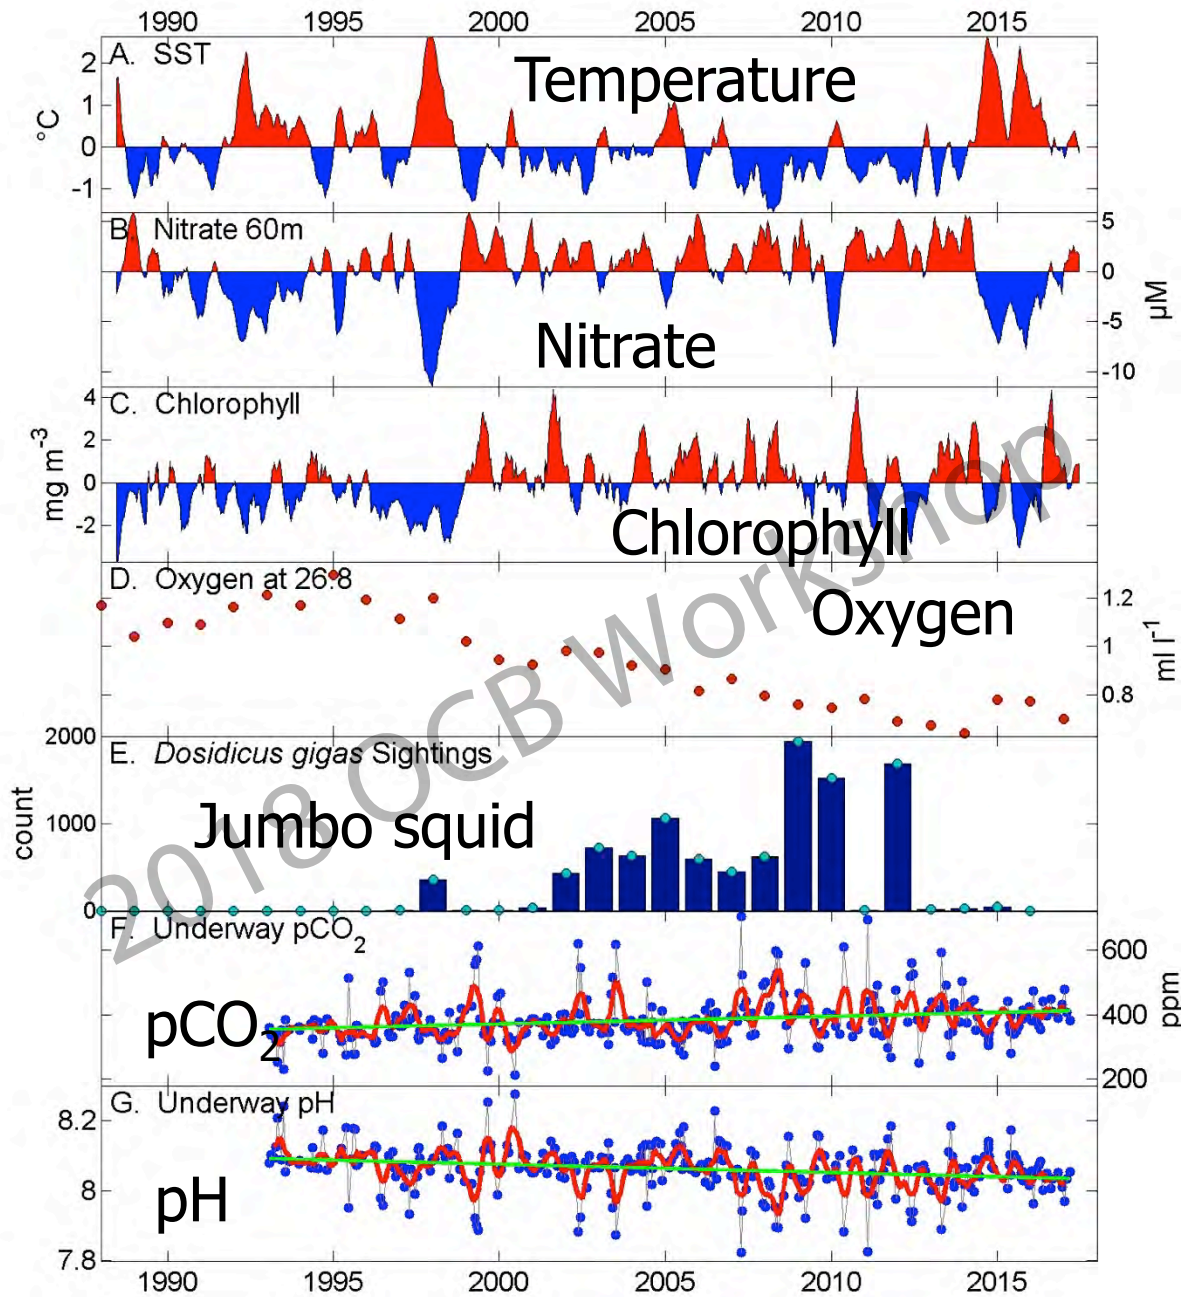 1990 1995 2000 2005 2010 2015
A. SST
Temperature
2
1
0
-1
°C
B. Nitrate 60m
Nitrate
5
0
-5
-10
µM
C. Chlorophyll
Chlorophyll
4
2
0
-2
mg m-3
D. Oxygen at 26.8
Oxygen
1.2
1
0.8
ml l-1
E. Dosidicus gigas Sightings
Jumbo squid
2000
1000
0
count
F. Underway pCO2
pCO2
600
400
200
ppm
G. Underway pH
pH
8.2
8
7.8
1990 1995 2000 2005 2010 2015
2018 OCB Workshop